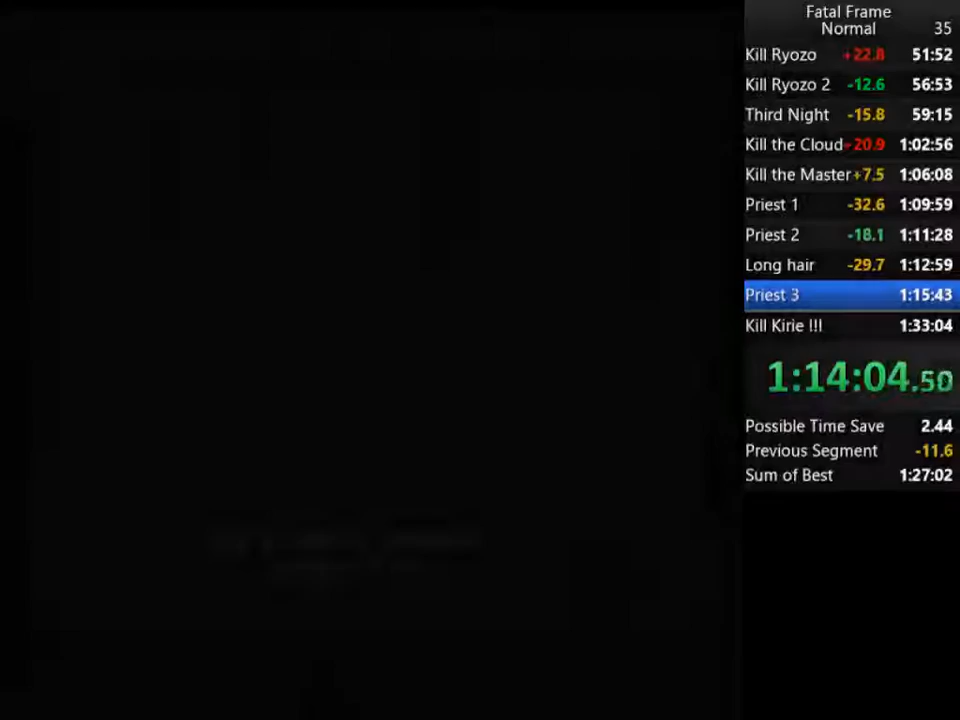 Fatal Frame
Normal 35
Kill Ryozo +22.8 51:52
Kill Ryozo 2 -12.6 56:53
Third Night -15.8 59:15
Kill the Cloud -20.9 1:02:56
Kill the Master +7.5 1:06:08
Priest 1 -32.6 1:09:59
Priest 2 -18.1 1:11:28
Long hair -29.7 1:12:59
Priest 3 1:15:43
Kill Kirie !!! 1:33:04
1:14:04.50
Possible Time Save 2.44
Previous Segment -11.6
Sum of Best 1:27:02